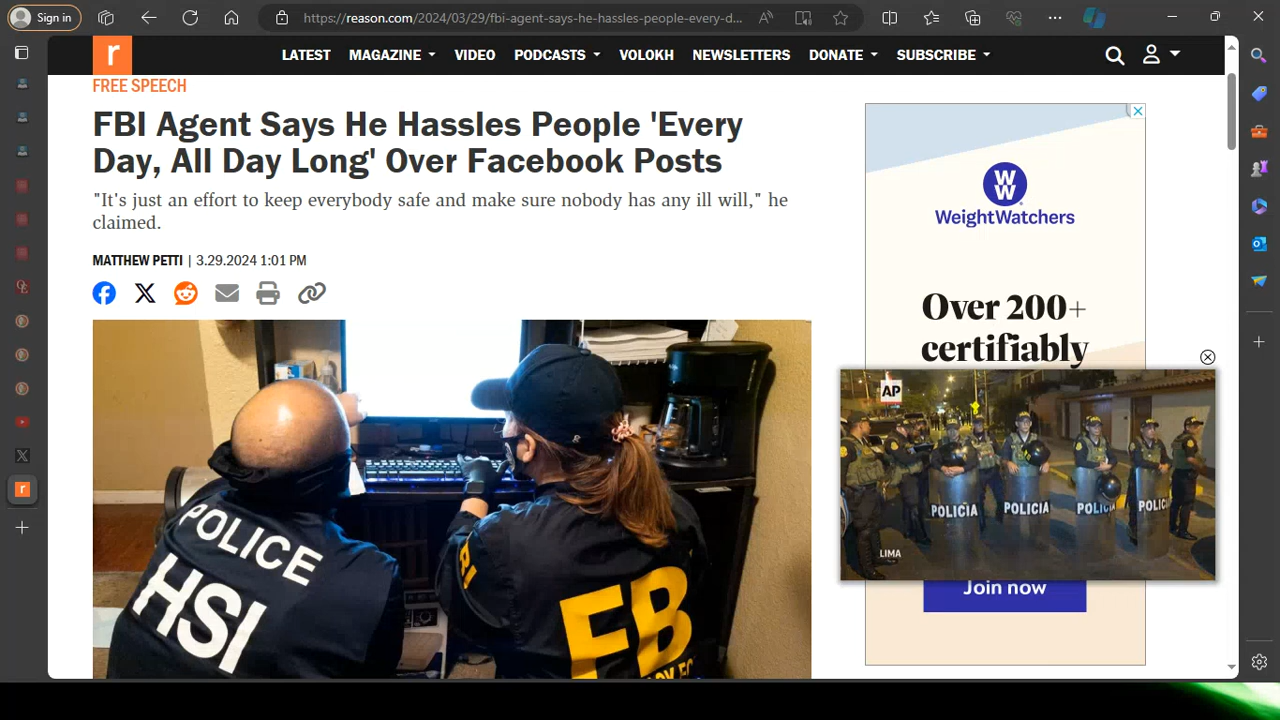 Sign in
https://reason.com/2024/03/29/fbi-agent-says-he-hassles-people-every-d...
r
LATEST MAGAZINE VIDEO PODCASTS VOLOKH NEWSLETTERS DONATE SUBSCRIBE
FREE SPEECH
FBI Agent Says He Hassles People 'Every
Day, All Day Long' Over Facebook Posts
"It's just an effort to keep everybody safe and make sure nobody has any ill will," he
claimed.
MATTHEW PETTI | 3.29.2024 1:01 PM
POLICE
HSI
FB
W
WeightWatchers
Over 200+
certifiably
AP
POLICIA
POLICIA
POLICIA
POLICI
LIMA
Join now